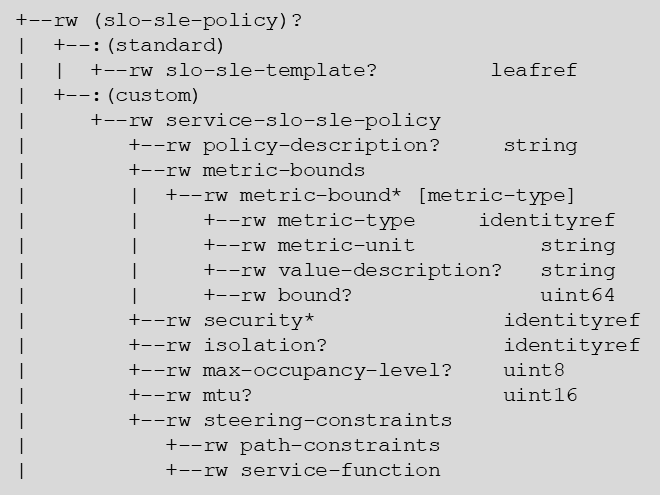 +--rw (slo-sle-policy)?
|  +--:(standard)
|  |  +--rw slo-sle-template?         leafref
|  +--:(custom)
|     +--rw service-slo-sle-policy
|        +--rw policy-description?     string
|        +--rw metric-bounds
|        |  +--rw metric-bound* [metric-type]
|        |     +--rw metric-type     identityref
|        |     +--rw metric-unit          string
|        |     +--rw value-description?   string
|        |     +--rw bound?               uint64
|        +--rw security*               identityref
|        +--rw isolation?              identityref
|        +--rw max-occupancy-level?    uint8
|        +--rw mtu?                    uint16
|        +--rw steering-constraints
|           +--rw path-constraints
|           +--rw service-function